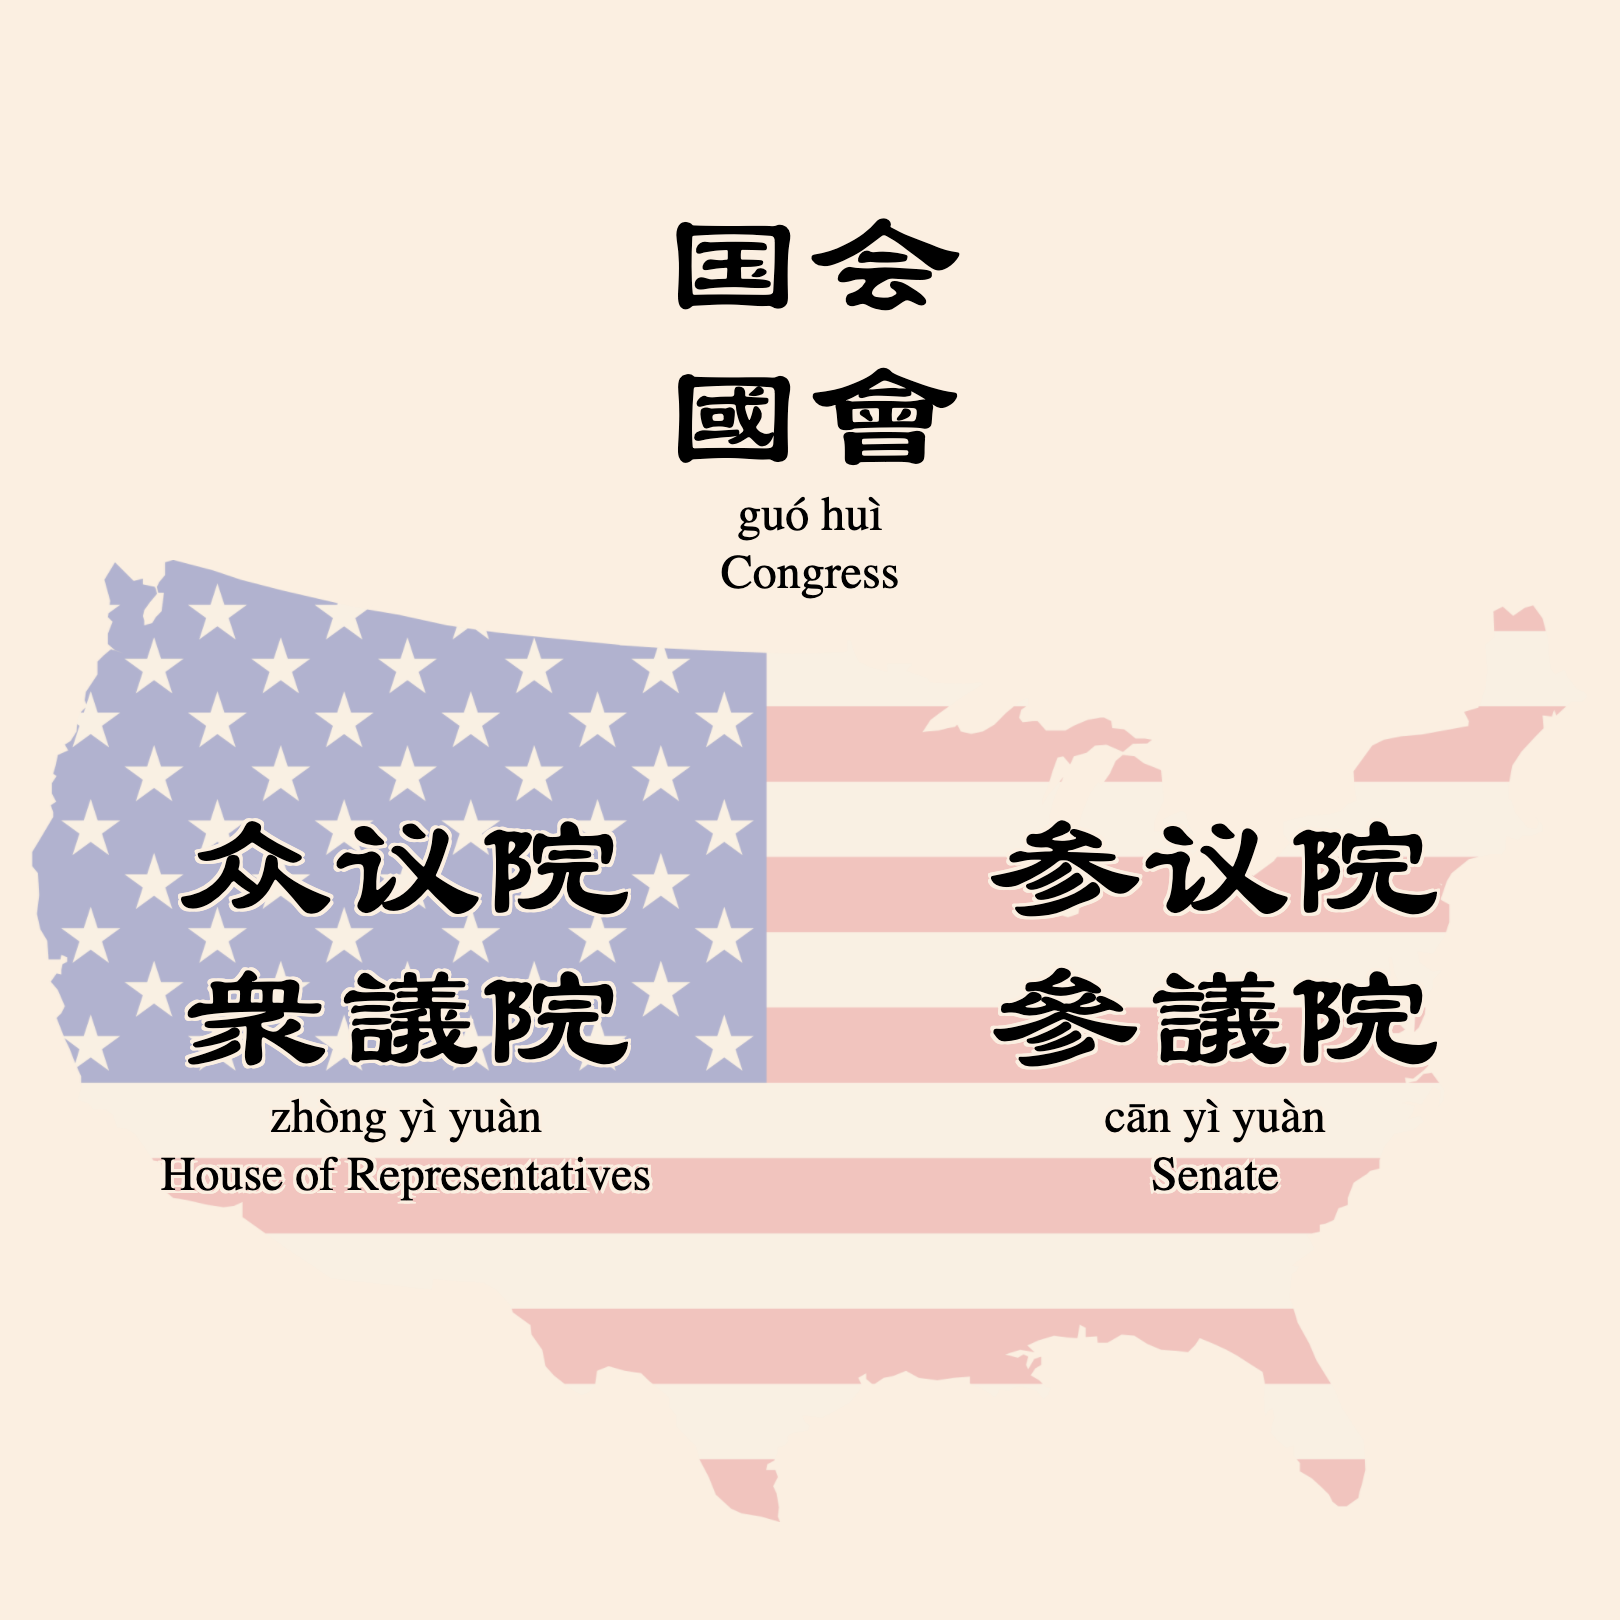 国会
國會
guó huì
Congress
众议院
衆議院
zhòng yì yuàn
House of Representatives
参议院
參議院
cān yì yuàn
Senate